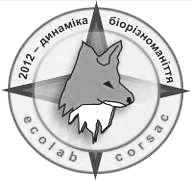 2012 – динаміка біорізноманіття
ecolab corsac